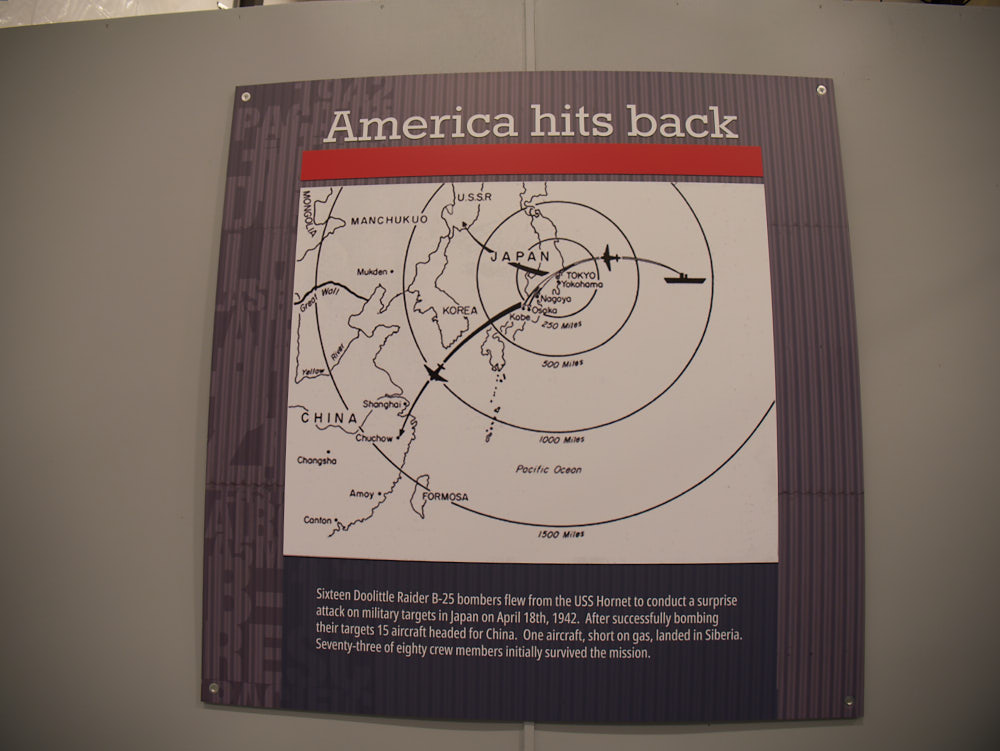 America hits back
U.S.S.R
MONGOLIA
MANCHUKUO
JAPAN
Mukden
TOKYO
Yokohama
Great Wall
Nagoya
KOREA
Osaka
Kobe
250 Miles
Yellow River
500 Miles
Shanghai
CHINA
Chuchow
1000 Miles
Changsha
Pacific Ocean
Amoy
FORMOSA
Canton
1500 Miles
Sixteen Doolittle Raider B-25 bombers flew from the USS Hornet to conduct a surprise
attack on military targets in Japan on April 18th, 1942.  After successfully bombing
their targets 15 aircraft headed for China.  One aircraft, short on gas, landed in Siberia.
Seventy-three of eighty crew members initially survived the mission.